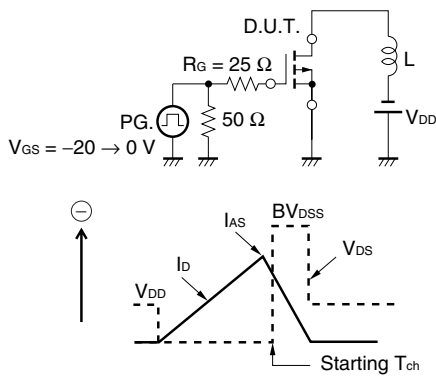 D.U.T.
RG = 25 Ω
L
PG.
50 Ω
VDD
VGS = −20 → 0 V
−
IAS
BVDSS
ID
VDS
VDD
Starting Tch